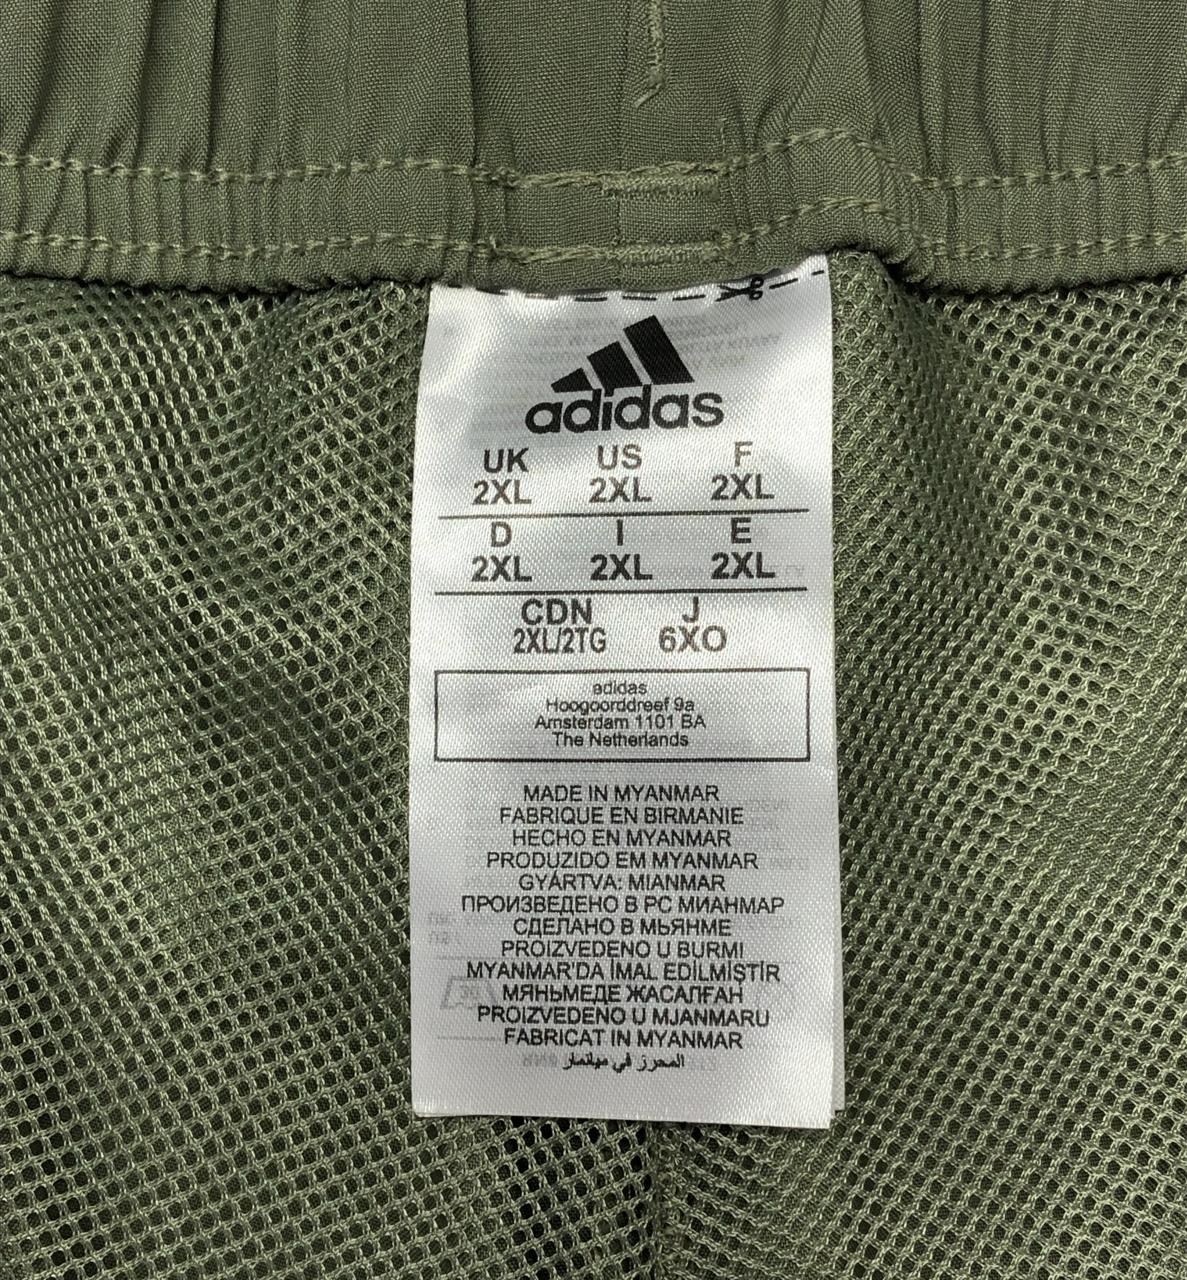 adidas
UK US F
2XL 2XL 2XL
D I E
2XL 2XL 2XL
CDN J
2XL/2TG 6XO
adidas
Hoogoorddreef 9a
Amsterdam 1101 BA
The Netherlands
MADE IN MYANMAR
FABRIQUE EN BIRMANIE
HECHO EN MYANMAR
PRODUZIDO EM MYANMAR
GYÁRTVA: MIANMAR
ПРОИЗВЕДЕНО В РС МИАНМАР
СДЕЛАНО В МЬЯНМЕ
PROIZVEDENO U BURMI
MYANMAR'DA İMAL EDİLMİŞTİR
МЯНЬМЕДЕ ЖАСАЛҒАН
PROIZVEDENO U MJANMARU
FABRICAT IN MYANMAR
في ميانمار